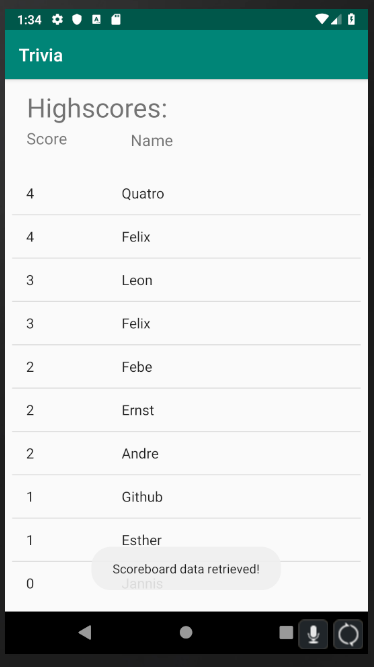 1:34
Trivia
Highscores:
Score Name
4 Quatro
4 Felix
3 Leon
3 Felix
2 Febe
2 Ernst
2 Andre
1 Github
1 Esther
Scoreboard data retrieved!
0 Jannis